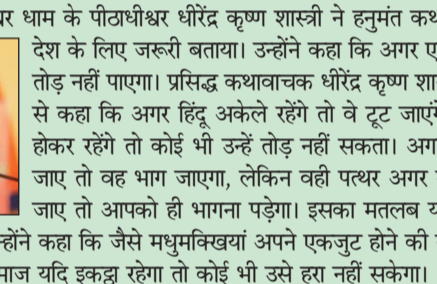 धाम के पीठाधीश्वर धीरेंद्र कृष्ण शास्त्री ने हनुमंत
देश के लिए जरूरी बताया। उन्होंने कहा कि अगर
तोड़ नहीं पाएगा। प्रसिद्ध कथावाचक धीरेंद्र कृष्ण
से कहा कि अगर हिंदू अकेले रहेंगे तो वे टूट
होकर रहेंगे तो कोई भी उन्हें तोड़ नहीं सकता।
जाए तो वह भाग जाएगा, लेकिन वही पत्थर अगर
जाए तो आपको ही भागना पड़ेगा। इसका मतलब
कहा कि जैसे मधुमक्खियां अपने एकजुट होने की
यदि इकट्ठा रहेगा तो कोई भी उसे हरा नहीं सकेगा।